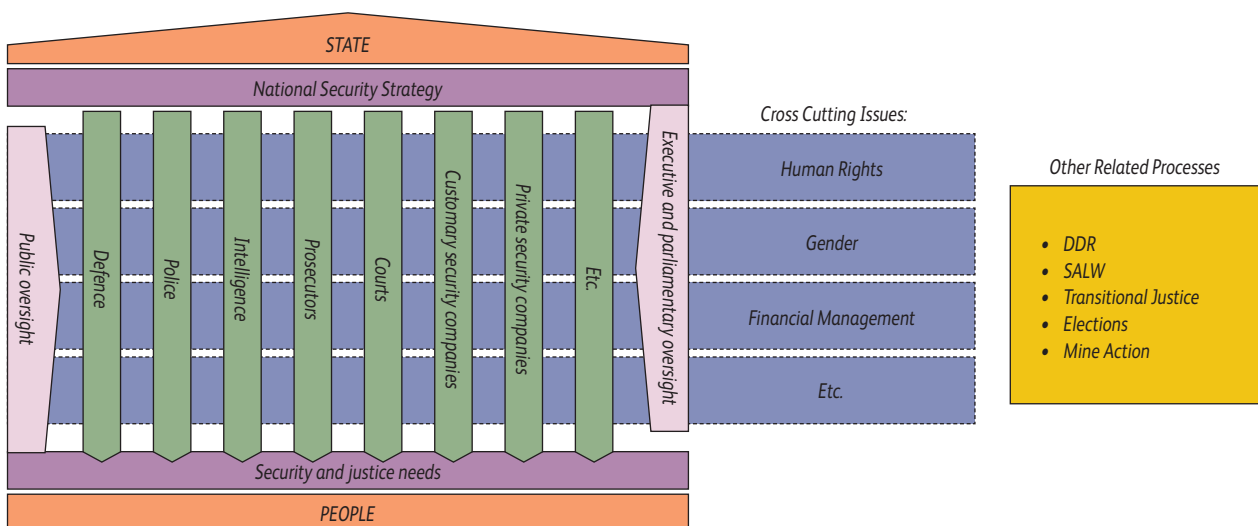 STATE
National Security Strategy
Public oversight
Defence
Police
Intelligence
Prosecutors
Courts
Customary security companies
Private security companies
Etc.
Executive and parliamentary oversight
Cross Cutting Issues:
Human Rights
Gender
Financial Management
Etc.
Other Related Processes
• DDR
• SALW
• Transitional Justice
• Elections
• Mine Action
Security and justice needs
PEOPLE